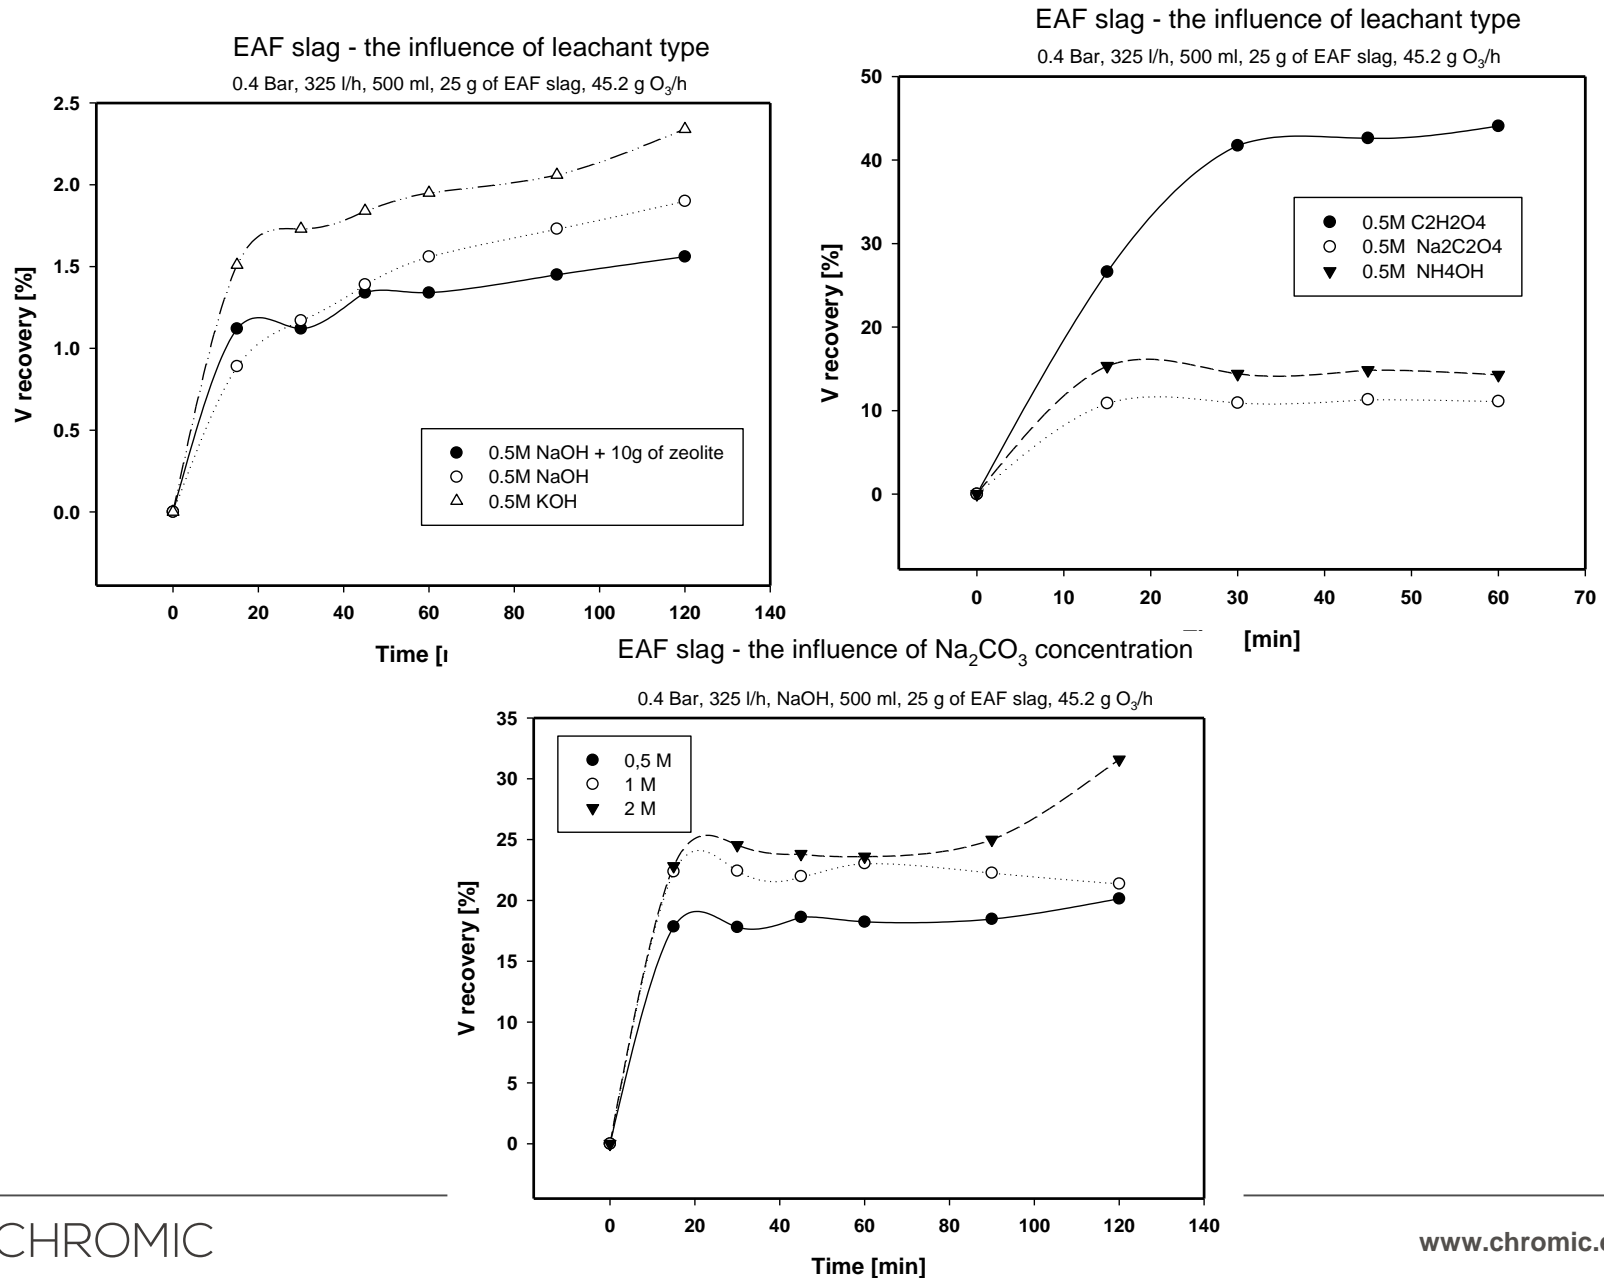 EAF slag - the influence of leachant type
0.4 Bar, 325 l/h, 500 ml, 25 g of EAF slag, 45.2 g O3/h
2.5
2.0
1.5
1.0
0.5
0.0
V recovery [%]
0.5M NaOH + 10g of zeolite
0.5M NaOH
0.5M KOH
0 20 40 60 80 100 120 140
Time [
EAF slag - the influence of leachant type
0.4 Bar, 325 l/h, 500 ml, 25 g of EAF slag, 45.2 g O3/h
50
40
30
20
10
0
V recovery [%]
0.5M C2H2O4
0.5M Na2C2O4
0.5M NH4OH
0 10 20 30 40 50 60 70
[min]
EAF slag - the influence of Na2CO3 concentration
0.4 Bar, 325 l/h, NaOH, 500 ml, 25 g of EAF slag, 45.2 g O3/h
35
30
25
20
15
10
5
0
V recovery [%]
0,5 M
1 M
2 M
0 20 40 60 80 100 120 140
Time [min]
CHROMIC
www.chromic.